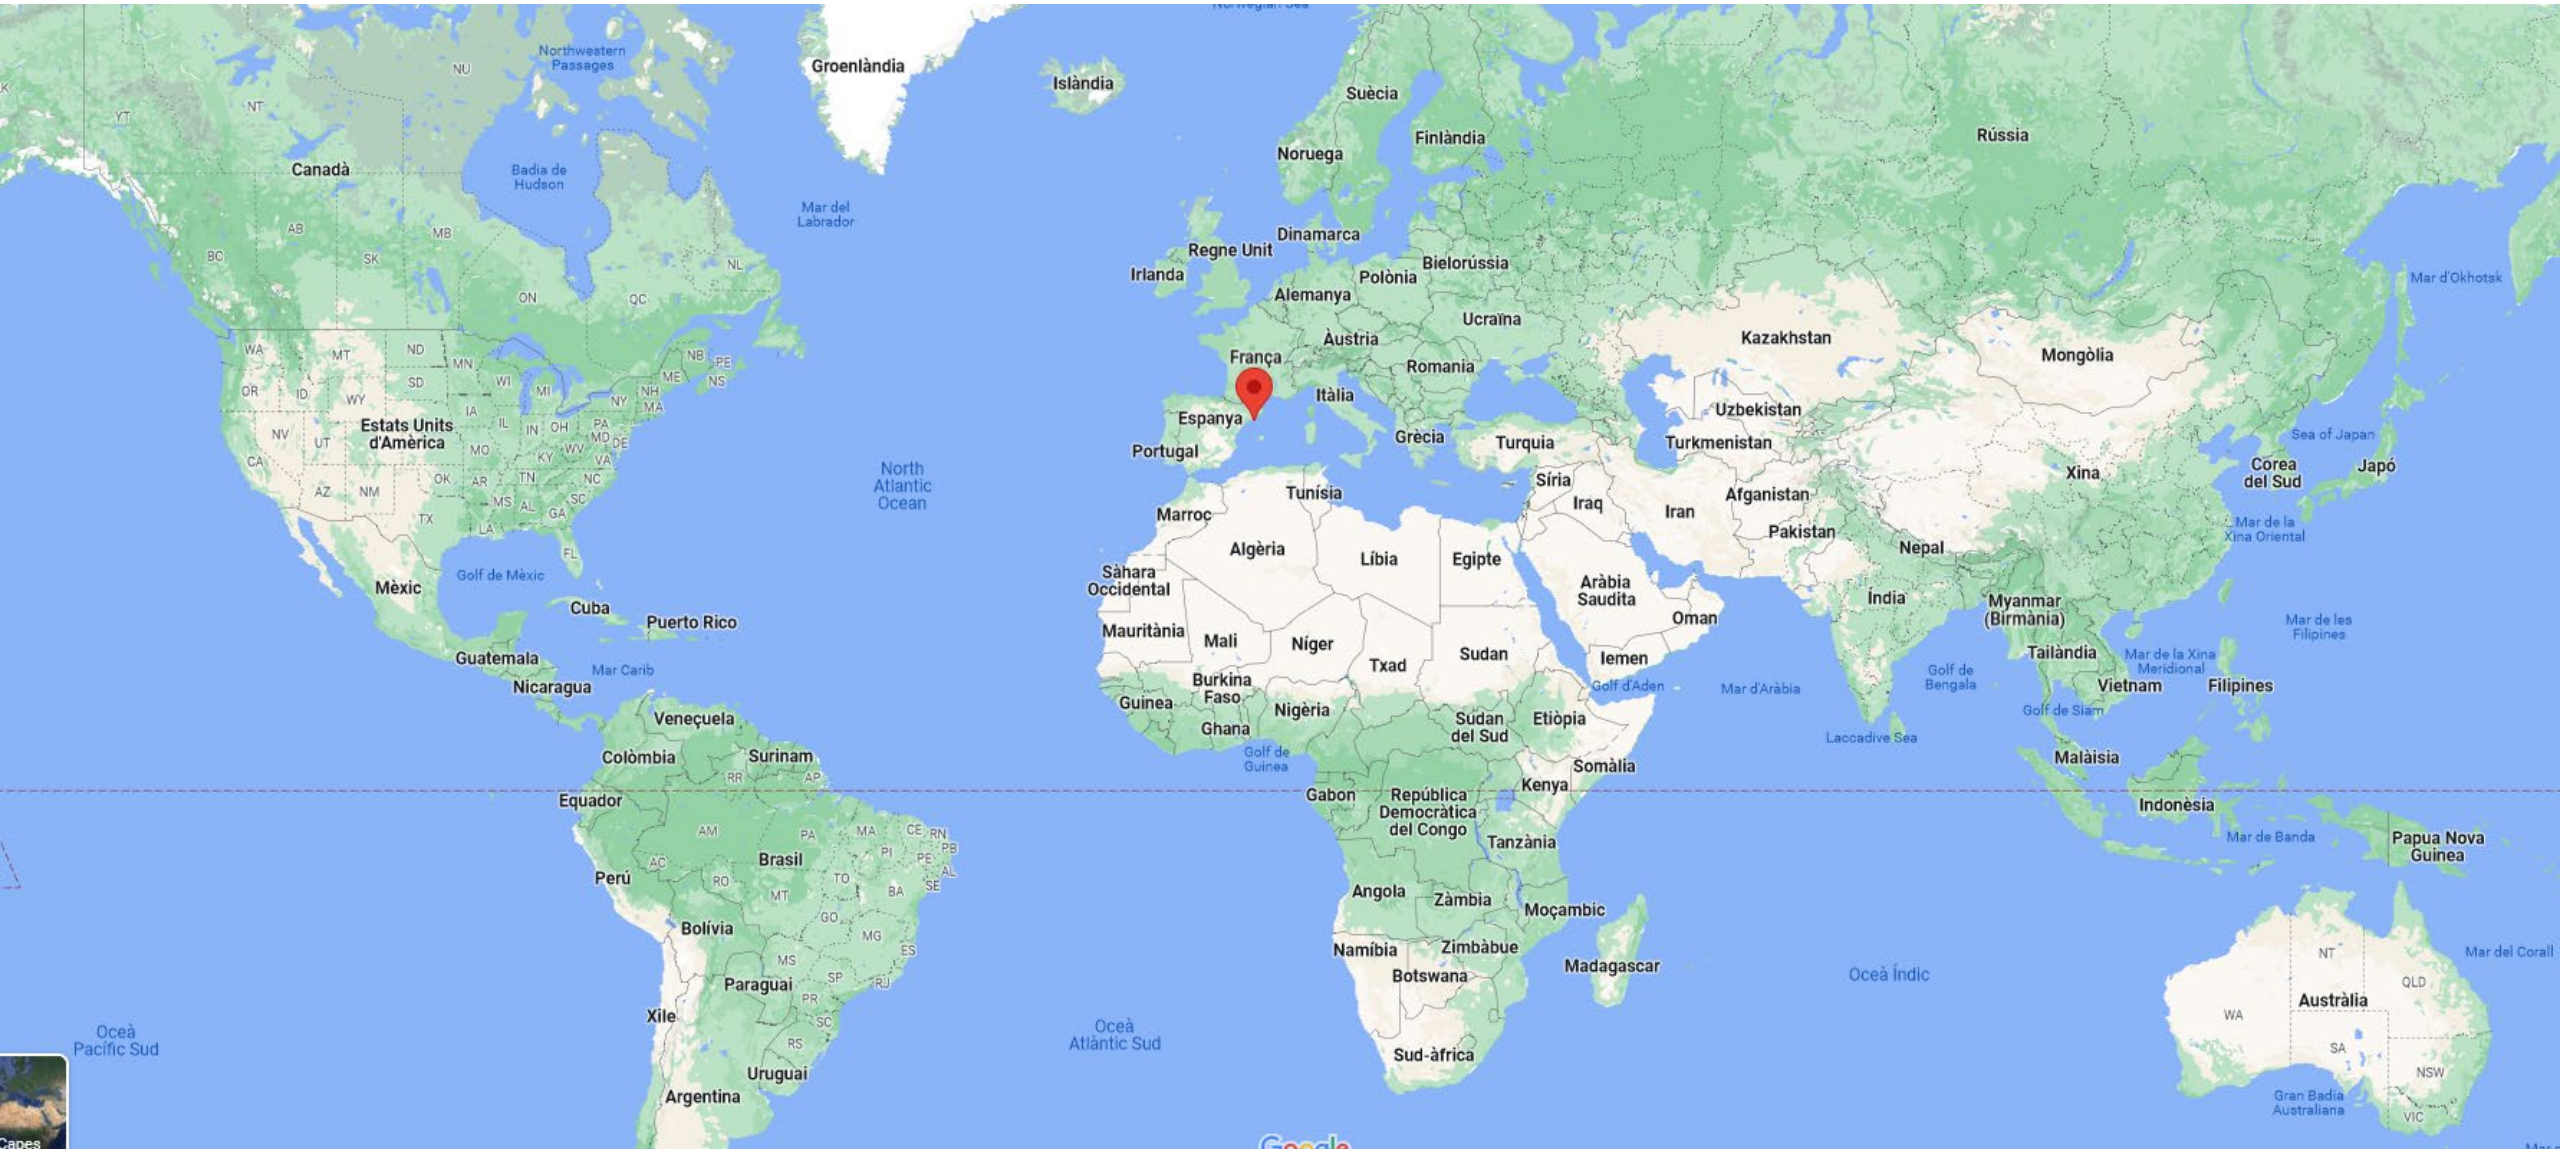 Norwegian Sea
Groenlàndia
Islàndia
Northwestern
Passages
NU
NT
YT
Canadà
Badia de
Hudson
Mar del
Labrador
Suècia
Finlàndia
Noruega
Rússia
AB
MB
BC
SK
NL
ON
QC
Dinamarca
Regne Unit
Irlanda
Bielorússia
Polònia
Alemanya
Ucraïna
Àustria
França
Romania
Itàlia
Espanya
Portugal
Grècia
Turquia
Kazakhstan
Mongòlia
Mar d'Okhotsk
Uzbekistan
Turkmenistan
Sea of Japan
Corea
del Sud
Japó
Xina
WA
MT
ND
MN
NB
PE
OR
ID
SD
WI
MI
ME
NS
NH
WY
NY
MA
IA
Estats Units
d'Amèrica
NV
UT
IL
IN
OH
PA
MD
DE
CA
MO
KY
WV
VA
AZ
NM
OK
AR
TN
NC
SC
MS
AL
GA
TX
LA
FL
North
Atlantic
Ocean
Síria
Iraq
Iran
Afganistan
Pakistan
Nepal
Tunísia
Marroc
Algèria
Líbia
Egipte
Aràbia
Saudita
Oman
Índia
Myanmar
(Birmània)
Mar de la
Xina Oriental
Mèxic
Golf de Mèxic
Cuba
Puerto Rico
Sàhara
Occidental
Mauritània
Mali
Níger
Txad
Sudan
Iemen
Golf d'Aden
Mar d'Aràbia
Golf de
Bengala
Tailàndia
Mar de les
Filipines
Mar de la Xina
Meridional
Vietnam
Filipines
Golf de Siam
Guatemala
Mar Carib
Nicaragua
Burkina
Faso
Guinea
Ghana
Nigèria
Sudan
del Sud
Etiòpia
Laccadive Sea
Veneçuela
Colòmbia
Surinam
RR
AP
Golf de
Guinea
Somàlia
Malàisia
Equador
Gabon
República
Democràtica
del Congo
Kenya
Tanzània
Indonèsia
Mar de Banda
Papua Nova
Guinea
AM
PA
MA
CE
RN
PB
PI
PE
AL
SE
Brasil
AC
RO
TO
BA
Perú
MT
GO
Bolívia
MG
ES
Angola
Zàmbia
Moçambic
Namíbia
Zimbàbue
Botswana
Madagascar
Oceà Índic
MS
SP
RJ
Paraguai
PR
SC
Xile
RS
Uruguai
Argentina
Oceà
Pacífic Sud
Oceà
Atlàntic Sud
Sud-àfrica
NT
QLD
Mar del Corall
Austràlia
WA
SA
NSW
Gran Badia
Australiana
VIC
Capes
Google